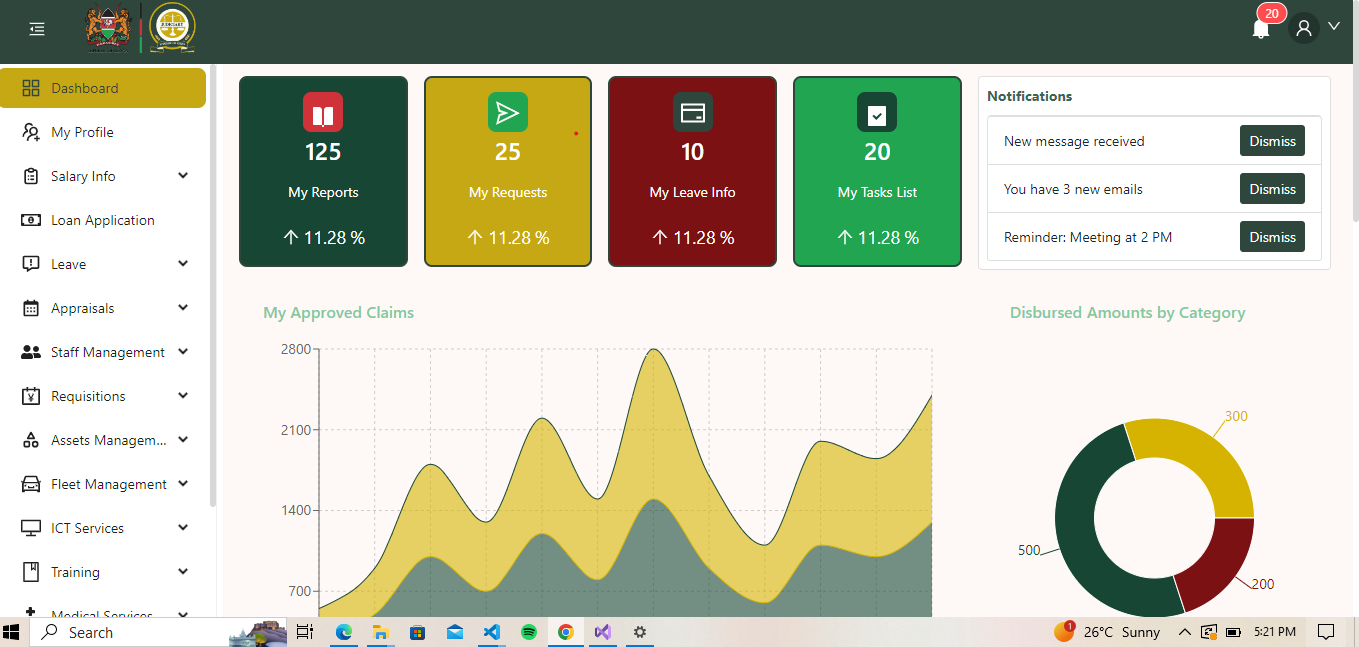 20
JUDICIARY
Dashboard
My Profile
Salary Info
Loan Application
Leave
Appraisals
Staff Management
Requisitions
Assets Managem...
Fleet Management
ICT Services
Training
Medical Services
125
My Reports
11.28 %
25
My Requests
11.28 %
10
My Leave Info
11.28 %
20
My Tasks List
11.28 %
Notifications
New message received
Dismiss
You have 3 new emails
Dismiss
Reminder: Meeting at 2 PM
Dismiss
My Approved Claims
2800
2100
1400
700
Disbursed Amounts by Category
300
500
200
Search
1
26°C Sunny
5:21 PM